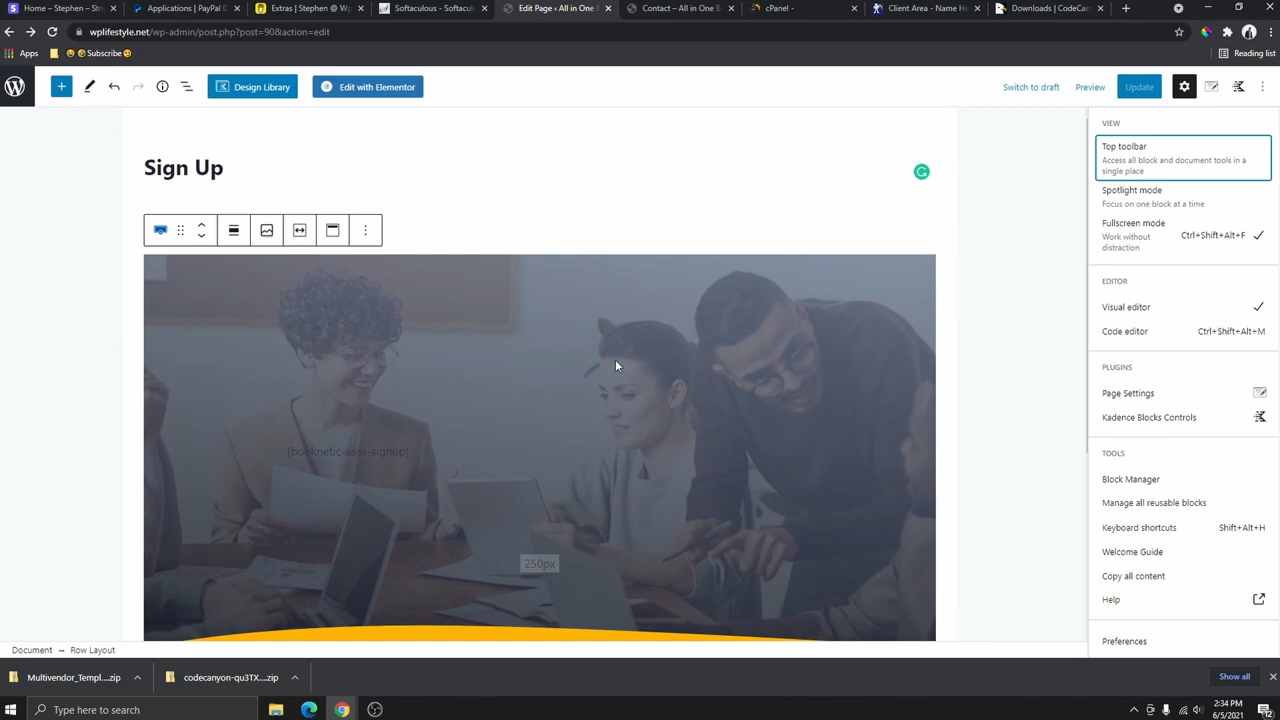 Home – Stephen – Strip
Applications | PayPal D
Extras | Stephen @ Wp
Softaculous - Softaculou
Edit Page ‹ All in One B
Contact – All in One B
cPanel -
Client Area - Name He
Downloads | CodeCan
wplifestyle.net/wp-admin/post.php?post=90&action=edit
Apps
Subscribe
Reading list
Design Library
Edit with Elementor
Switch to draft
Preview
Update
Sign Up
[booknetic-saas-signup]
250px
VIEW
Top toolbar
Access all block and document tools in a
single place
Spotlight mode
Focus on one block at a time
Fullscreen mode
Work without
distraction
Ctrl+Shift+Alt+F
EDITOR
Visual editor
Code editor
Ctrl+Shift+Alt+M
PLUGINS
Page Settings
Kadence Blocks Controls
TOOLS
Block Manager
Manage all reusable blocks
Keyboard shortcuts
Shift+Alt+H
Welcome Guide
Copy all content
Help
Preferences
Document → Row Layout
Multivendor_Templ....zip
codecanyon-qu3TX....zip
Show all
Type here to search
2:34 PM
6/5/2021